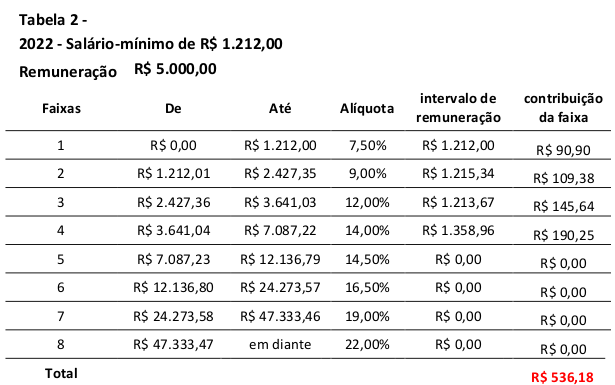 Tabela 2 -
2022 - Salário-mínimo de R$ 1.212,00
Remuneração R$ 5.000,00
Faixas De Até Alíquota intervalo de remuneração contribuição da faixa
1 R$ 0,00 R$ 1.212,00 7,50% R$ 1.212,00 R$ 90,90
2 R$ 1.212,01 R$ 2.427,35 9,00% R$ 1.215,34 R$ 109,38
3 R$ 2.427,36 R$ 3.641,03 12,00% R$ 1.213,67 R$ 145,64
4 R$ 3.641,04 R$ 7.087,22 14,00% R$ 1.358,96 R$ 190,25
5 R$ 7.087,23 R$ 12.136,79 14,50% R$ 0,00 R$ 0,00
6 R$ 12.136,80 R$ 24.273,57 16,50% R$ 0,00 R$ 0,00
7 R$ 24.273,58 R$ 47.333,46 19,00% R$ 0,00 R$ 0,00
8 R$ 47.333,47 em diante 22,00% R$ 0,00 R$ 0,00
Total R$ 536,18